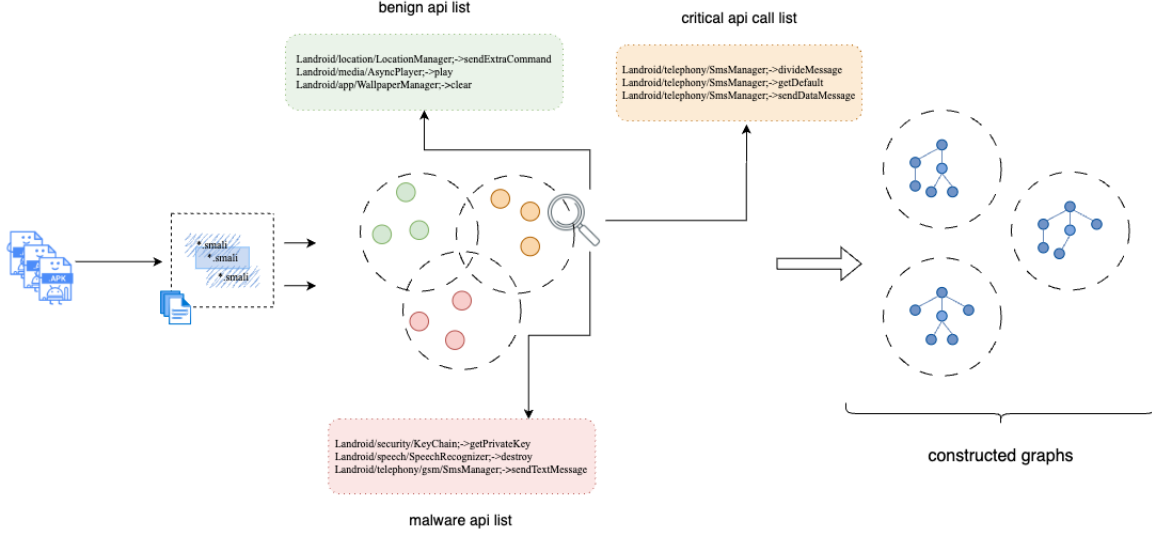 benign api list
critical api call list
Landroid/location/LocationManager;->sendExtraCommand
Landroid/media/AsyncPlayer;->play
Landroid/app/WallpaperManager;->clear
Landroid/telephony/SmsManager;->divideMessage
Landroid/telephony/SmsManager;->getDefault
Landroid/telephony/SmsManager;->sendDataMessage
*.smali
*.smali
*.smali
APK
Landroid/security/KeyChain;->getPrivateKey
Landroid/speech/SpeechRecognizer;->destroy
Landroid/telephony/gsm/SmsManager;->sendTextMessage
constructed graphs
malware api list